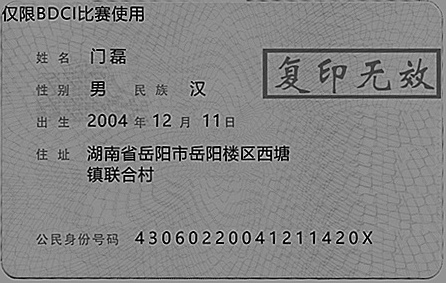 仅限BDCI比赛使用
姓名 门磊
复印无效
性别 男 民族 汉
出生 2004 年 12 月 11 日
住址 湖南省岳阳市岳阳楼区西塘
镇联合村
公民身份号码 43060220041211420X